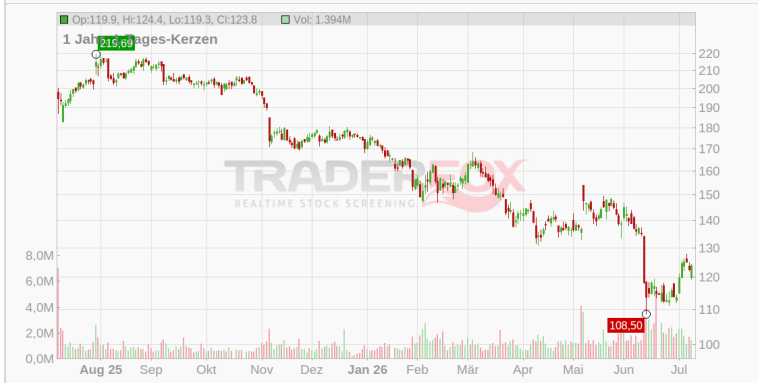 Op:119.9, Hi:124.4, Lo:119.3, Cl:123.8 Vol: 1.394M
1 Jahr, Tages-Kerzen
219,69
220
210
200
190
180
170
160
150
140
130
120
110
100
TRADERFOX
REALTIME STOCK SCREENING
8,0M
6,0M
4,0M
2,0M
0,0M
108,50
Aug 25 Sep Okt Nov Dez Jan 26 Feb Mär Apr Mai Jun Jul